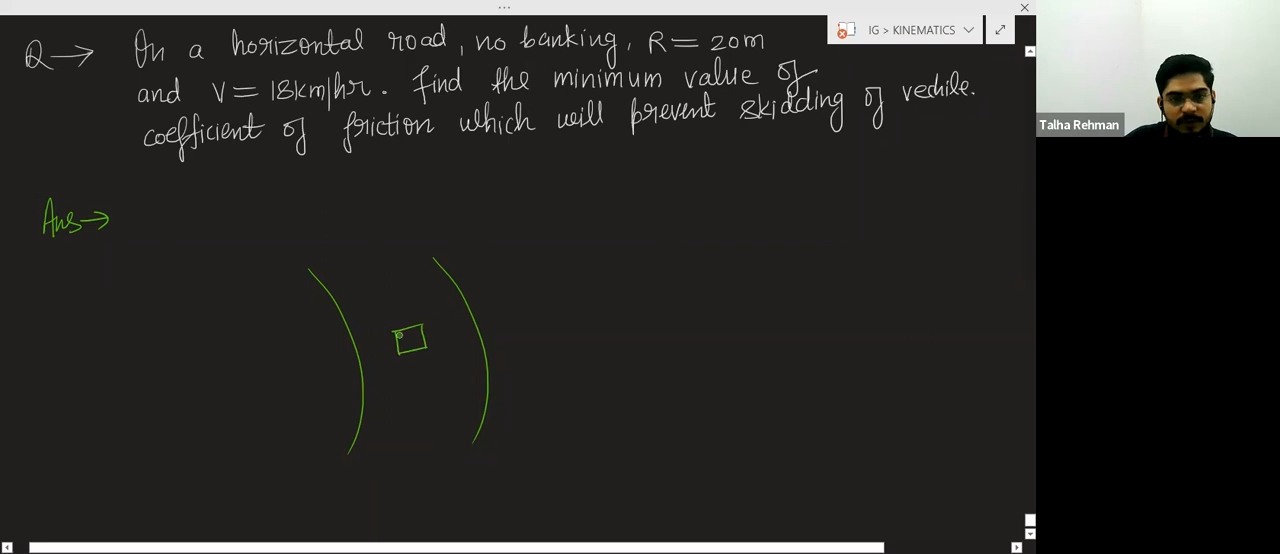 Q → On a horizontal road, no banking, R = 20m
and V = 18km/hr. Find the minimum value of
coefficient of friction which will prevent skidding of vechile.
IG > KINEMATICS
Talha Rehman
Ans →